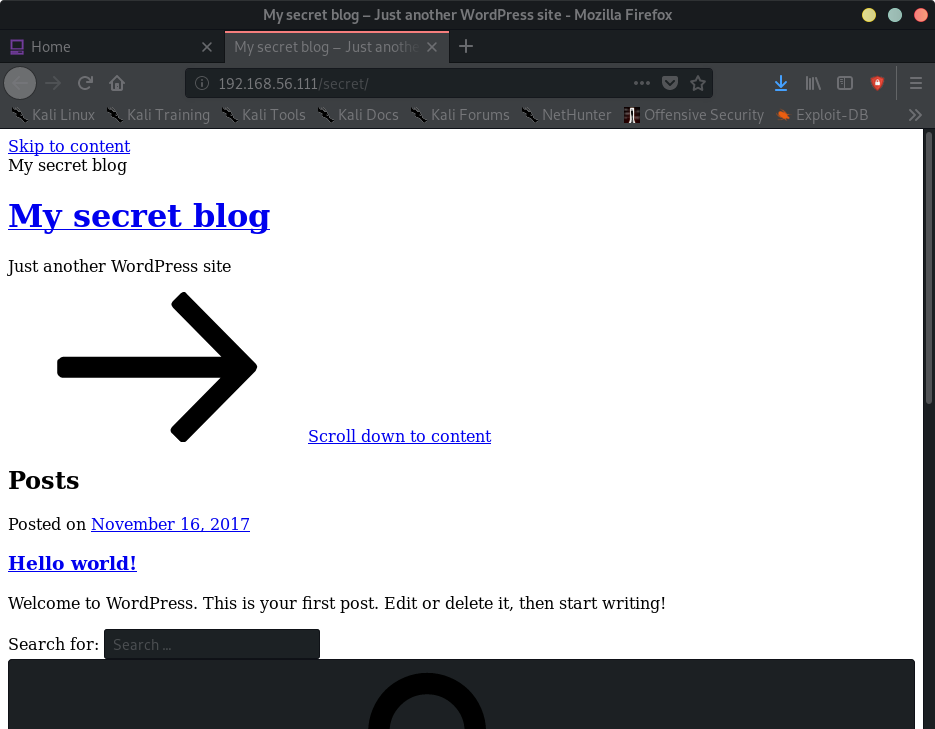 My secret blog – Just another WordPress site - Mozilla Firefox
Home
My secret blog – Just anothe
192.168.56.111/secret/
Kali Linux Kali Training Kali Tools Kali Docs Kali Forums NetHunter Offensive Security Exploit-DB
Skip to content
My secret blog
My secret blog
Just another WordPress site
Scroll down to content
Posts
Posted on November 16, 2017
Hello world!
Welcome to WordPress. This is your first post. Edit or delete it, then start writing!
Search for: Search ...